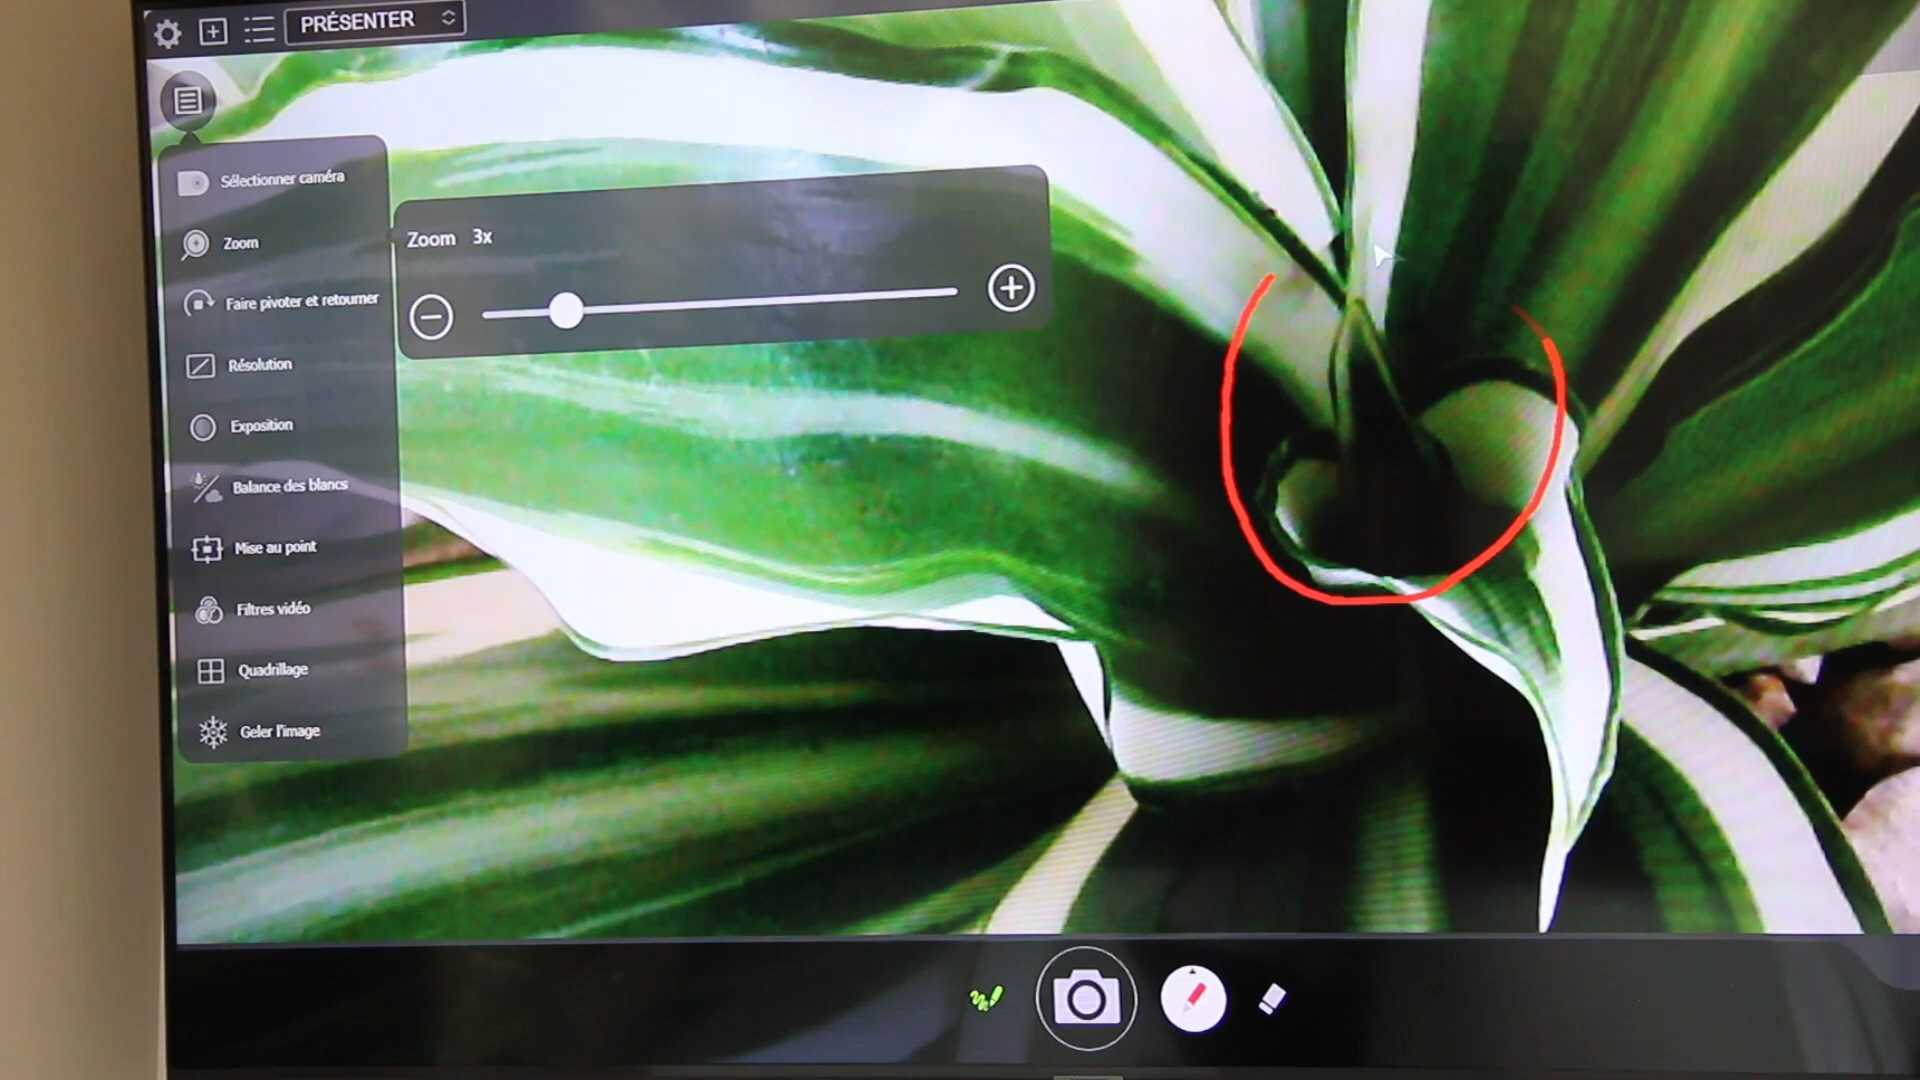 PRÉSENTER
Sélectionner caméra
Zoom
Faire pivoter et retourner
Résolution
Exposition
Balance des blancs
Mise au point
Filtres vidéo
Quadrillage
Geler l'image
Zoom 3x